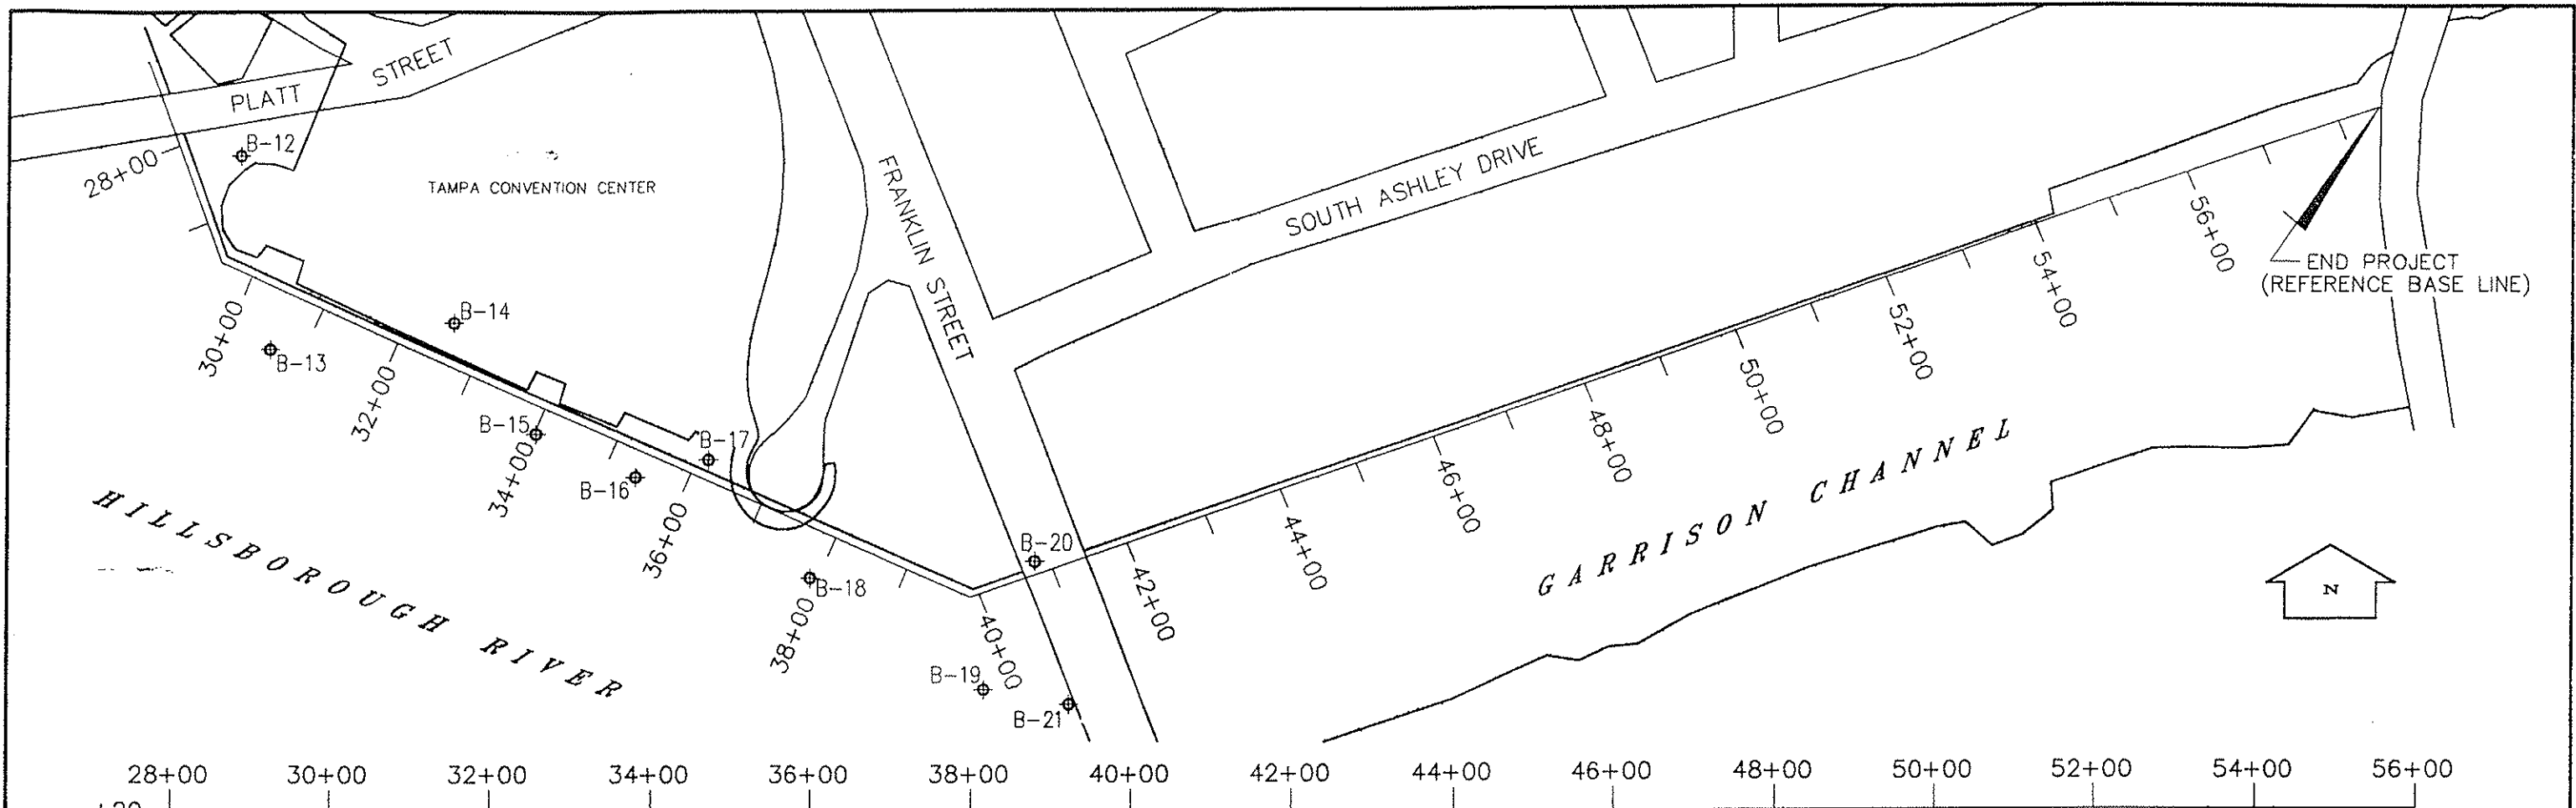 PLATT STREET
B-12
28+00
TAMPA CONVENTION CENTER
FRANKLIN STREET
SOUTH ASHLEY DRIVE
56+00
END PROJECT
(REFERENCE BASE LINE)
54+00
B-14
30+00
B-13
52+00
32+00
50+00
B-15
B-17
48+00
34+00
B-16
46+00
HILLSBOROUGH RIVER
36+00
44+00
GARRISON CHANNEL
B-20
42+00
B-18
N
38+00
40+00
B-19
B-21
28+00 30+00 32+00 34+00 36+00 38+00 40+00 42+00 44+00 46+00 48+00 50+00 52+00 54+00 56+00